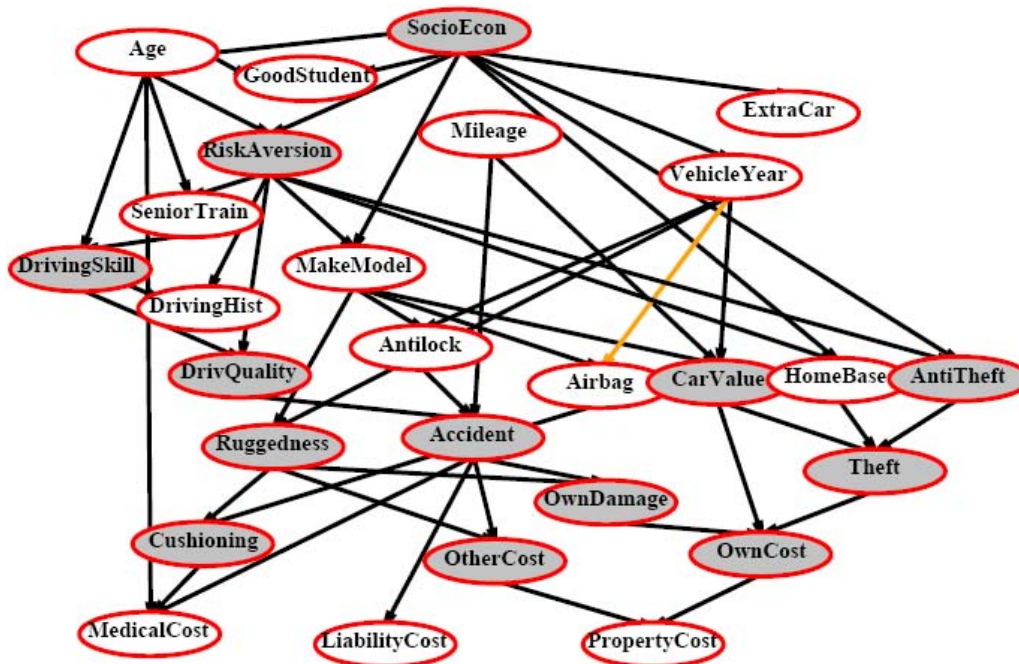 SocioEcon
Age
GoodStudent
ExtraCar
Mileage
RiskAversion
VehicleYear
SeniorTrain
DrivingSkill
MakeModel
DrivingHist
Antilock
DrivQuality
Airbag
CarValue
HomeBase
AntiTheft
Ruggedness
Accident
Theft
OwnDamage
Cushioning
OtherCost
OwnCost
MedicalCost
LiabilityCost
PropertyCost